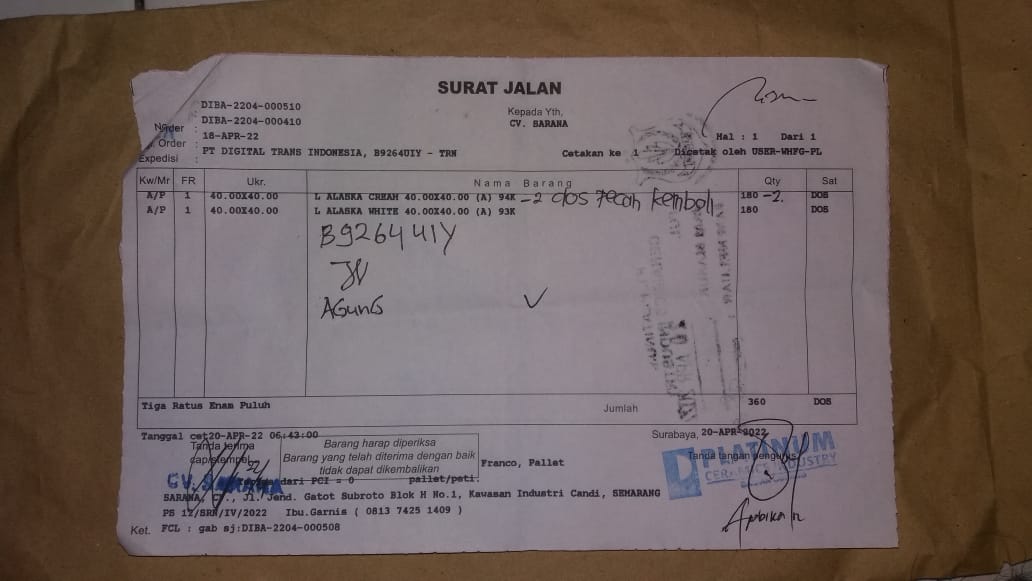 SURAT JALAN
DIBA-2204-000510
Kepada Yth,
DIBA-2204-000410
CV. SARANA
Order : 18-APR-22
Hal : 1 Dari 1
Expedisi : PT DIGITAL TRANS INDONESIA, B9264UIY - TRN
Cetakan ke 1
Dicetak oleh USER-WHFG-PL
Kw/Mr FR Ukr. Nama Barang Qty Sat
A/P 1 40.00X40.00 L ALASKA CREAM 40.00X40.00 (A) 94K -2 dos pecah kembali 180 -2. DOS
A/P 1 40.00X40.00 L ALASKA WHITE 40.00X40.00 (A) 93K 180 DOS
B9264UIY
AGUNG
Tiga Ratus Enam Puluh Jumlah 360 DOS
Tanggal cet20-APR-22 06:43:00
Surabaya, 20-APR-2022
Tanda terima
Barang harap diperiksa
Tanda tangan pengurus
cap/stempel
Barang yang telah diterima dengan baik
tidak dapat dikembalikan
Franco, Pallet
PLATINUM
CERAMICS INDUSTRY
CV. SARANA
dari PCI = 0 pallet/peti.
SARANA, CV., Jl. Jend. Gatot Subroto Blok H No.1, Kawasan Industri Candi, SEMARANG
PS 12/SRN/IV/2022 Ibu.Garnis ( 0813 7425 1409 )
Ket. FCL : gab sj:DIBA-2204-000508